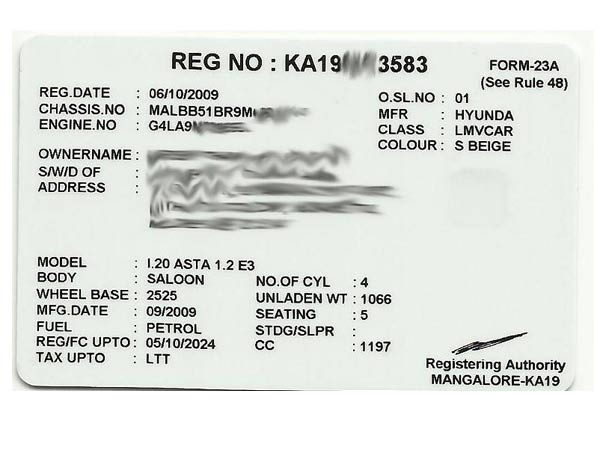 REG NO : KA19 3583
FORM-23A
(See Rule 48)
REG.DATE : 06/10/2009
CHASSIS.NO : MALBB51BR9M
ENGINE.NO : G4LA9
O.SL.NO : 01
MFR : HYUNDA
CLASS : LMVCAR
COLOUR : S BEIGE
OWNERNAME :
S/W/D OF :
ADDRESS :
MODEL : I.20 ASTA 1.2 E3
BODY : SALOON
WHEEL BASE : 2525
MFG.DATE : 09/2009
FUEL : PETROL
REG/FC UPTO : 05/10/2024
TAX UPTO : LTT
NO.OF CYL : 4
UNLADEN WT : 1066
SEATING : 5
STDG/SLPR :
CC : 1197
Registering Authority
MANGALORE-KA19